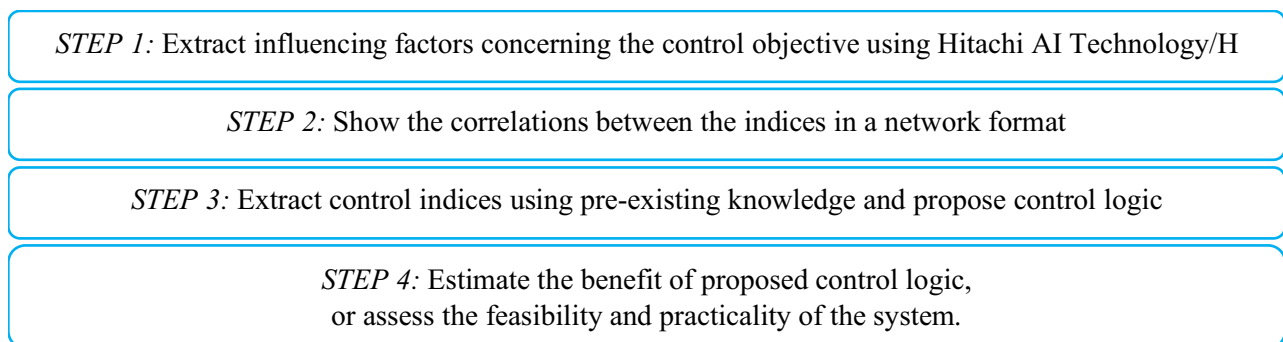 STEP 1: Extract influencing factors concerning the control objective using Hitachi AI Technology/H
STEP 2: Show the correlations between the indices in a network format
STEP 3: Extract control indices using pre-existing knowledge and propose control logic
STEP 4: Estimate the benefit of proposed control logic,
or assess the feasibility and practicality of the system.